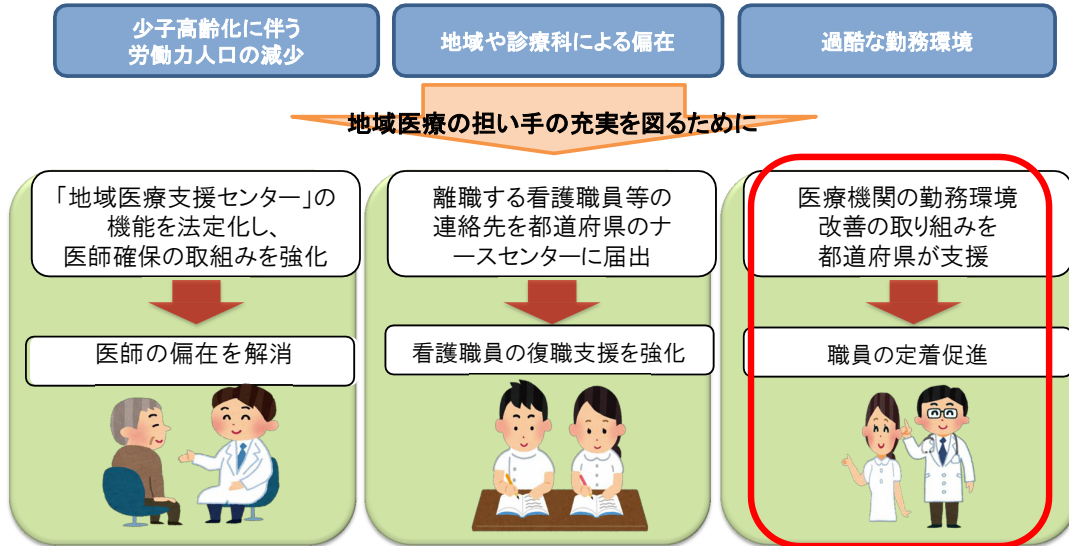 少子高齢化に伴う
労働力人口の減少
地域や診療科による偏在
過酷な勤務環境
地域医療の担い手の充実を図るために
「地域医療支援センター」の
機能を法定化し、
医師確保の取組みを強化
離職する看護職員等の
連絡先を都道府県のナ
ースセンターに届出
医療機関の勤務環境
改善の取り組みを
都道府県が支援
医師の偏在を解消
看護職員の復職支援を強化
職員の定着促進